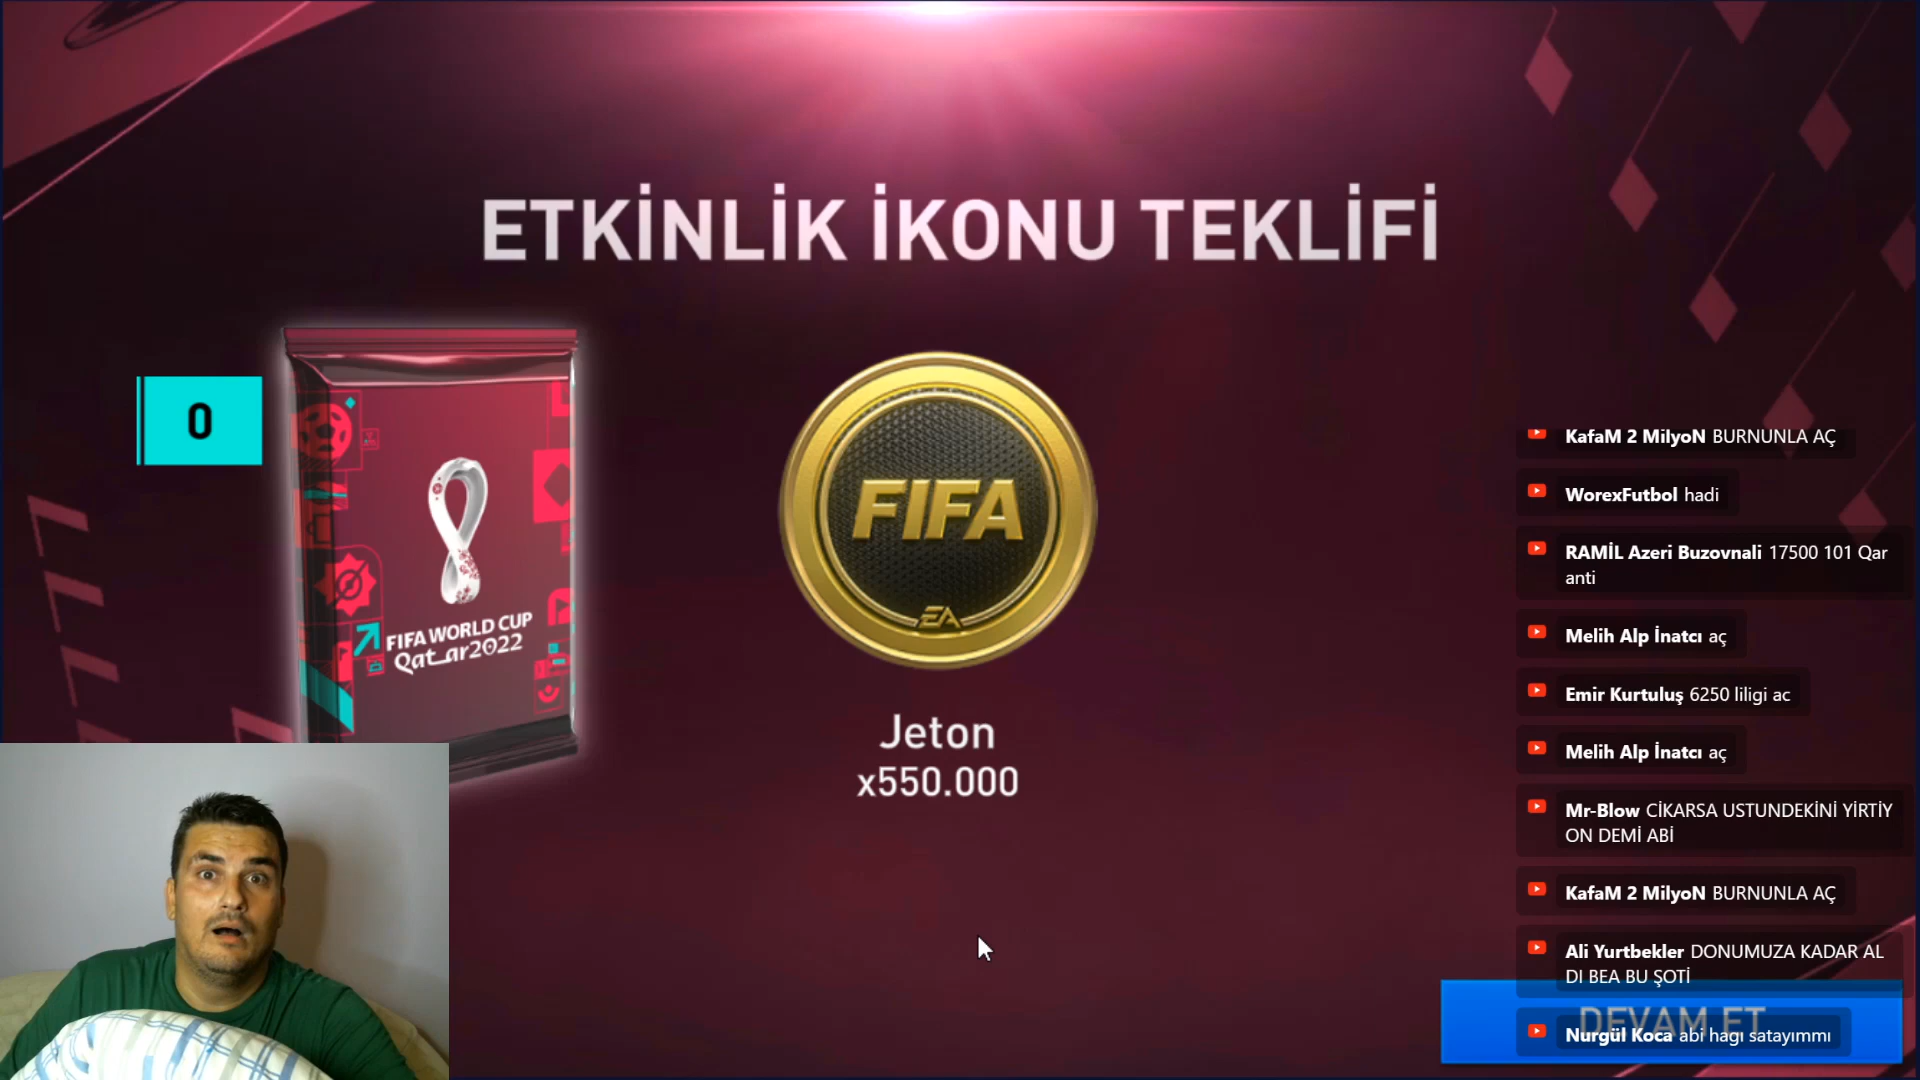 ETKİNLİK İKONU TEKLİFİ
0
FIFA WORLD CUP
Qatar2022
FIFA
EA
Jeton
x550.000
KafaM 2 MilyoN BURNUNLA AÇ
WorexFutbol hadi
RAMİL Azeri Buzovnali 17500 101 Qar
anti
Melih Alp İnatcı aç
Emir Kurtuluş 6250 liligi ac
Melih Alp İnatcı aç
Mr-Blow CİKARSA USTUNDEKİNİ YİRTİY
ON DEMİ ABİ
KafaM 2 MilyoN BURNUNLA AÇ
Ali Yurtbekler DONUMUZA KADAR AL
DI BEA BU ŞOTİ
DEVAM ET
Nurgül Koca abi hagı satayımmı